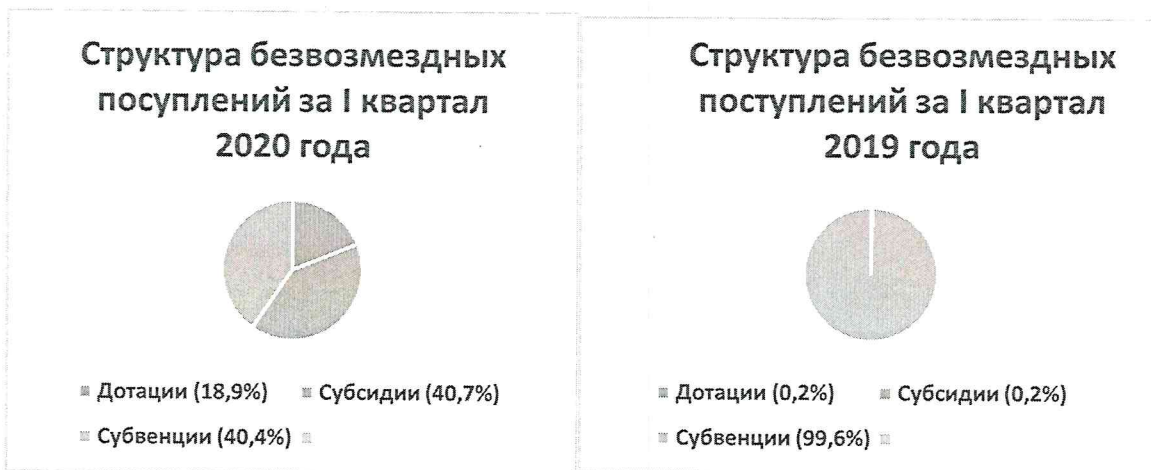 Структура безвозмездных
посуплений за I квартал
2020 года
Дотации (18,9%) Субсидии (40,7%)
Субвенции (40,4%)
Структура безвозмездных
поступлений за I квартал
2019 года
Дотации (0,2%) Субсидии (0,2%)
Субвенции (99,6%)